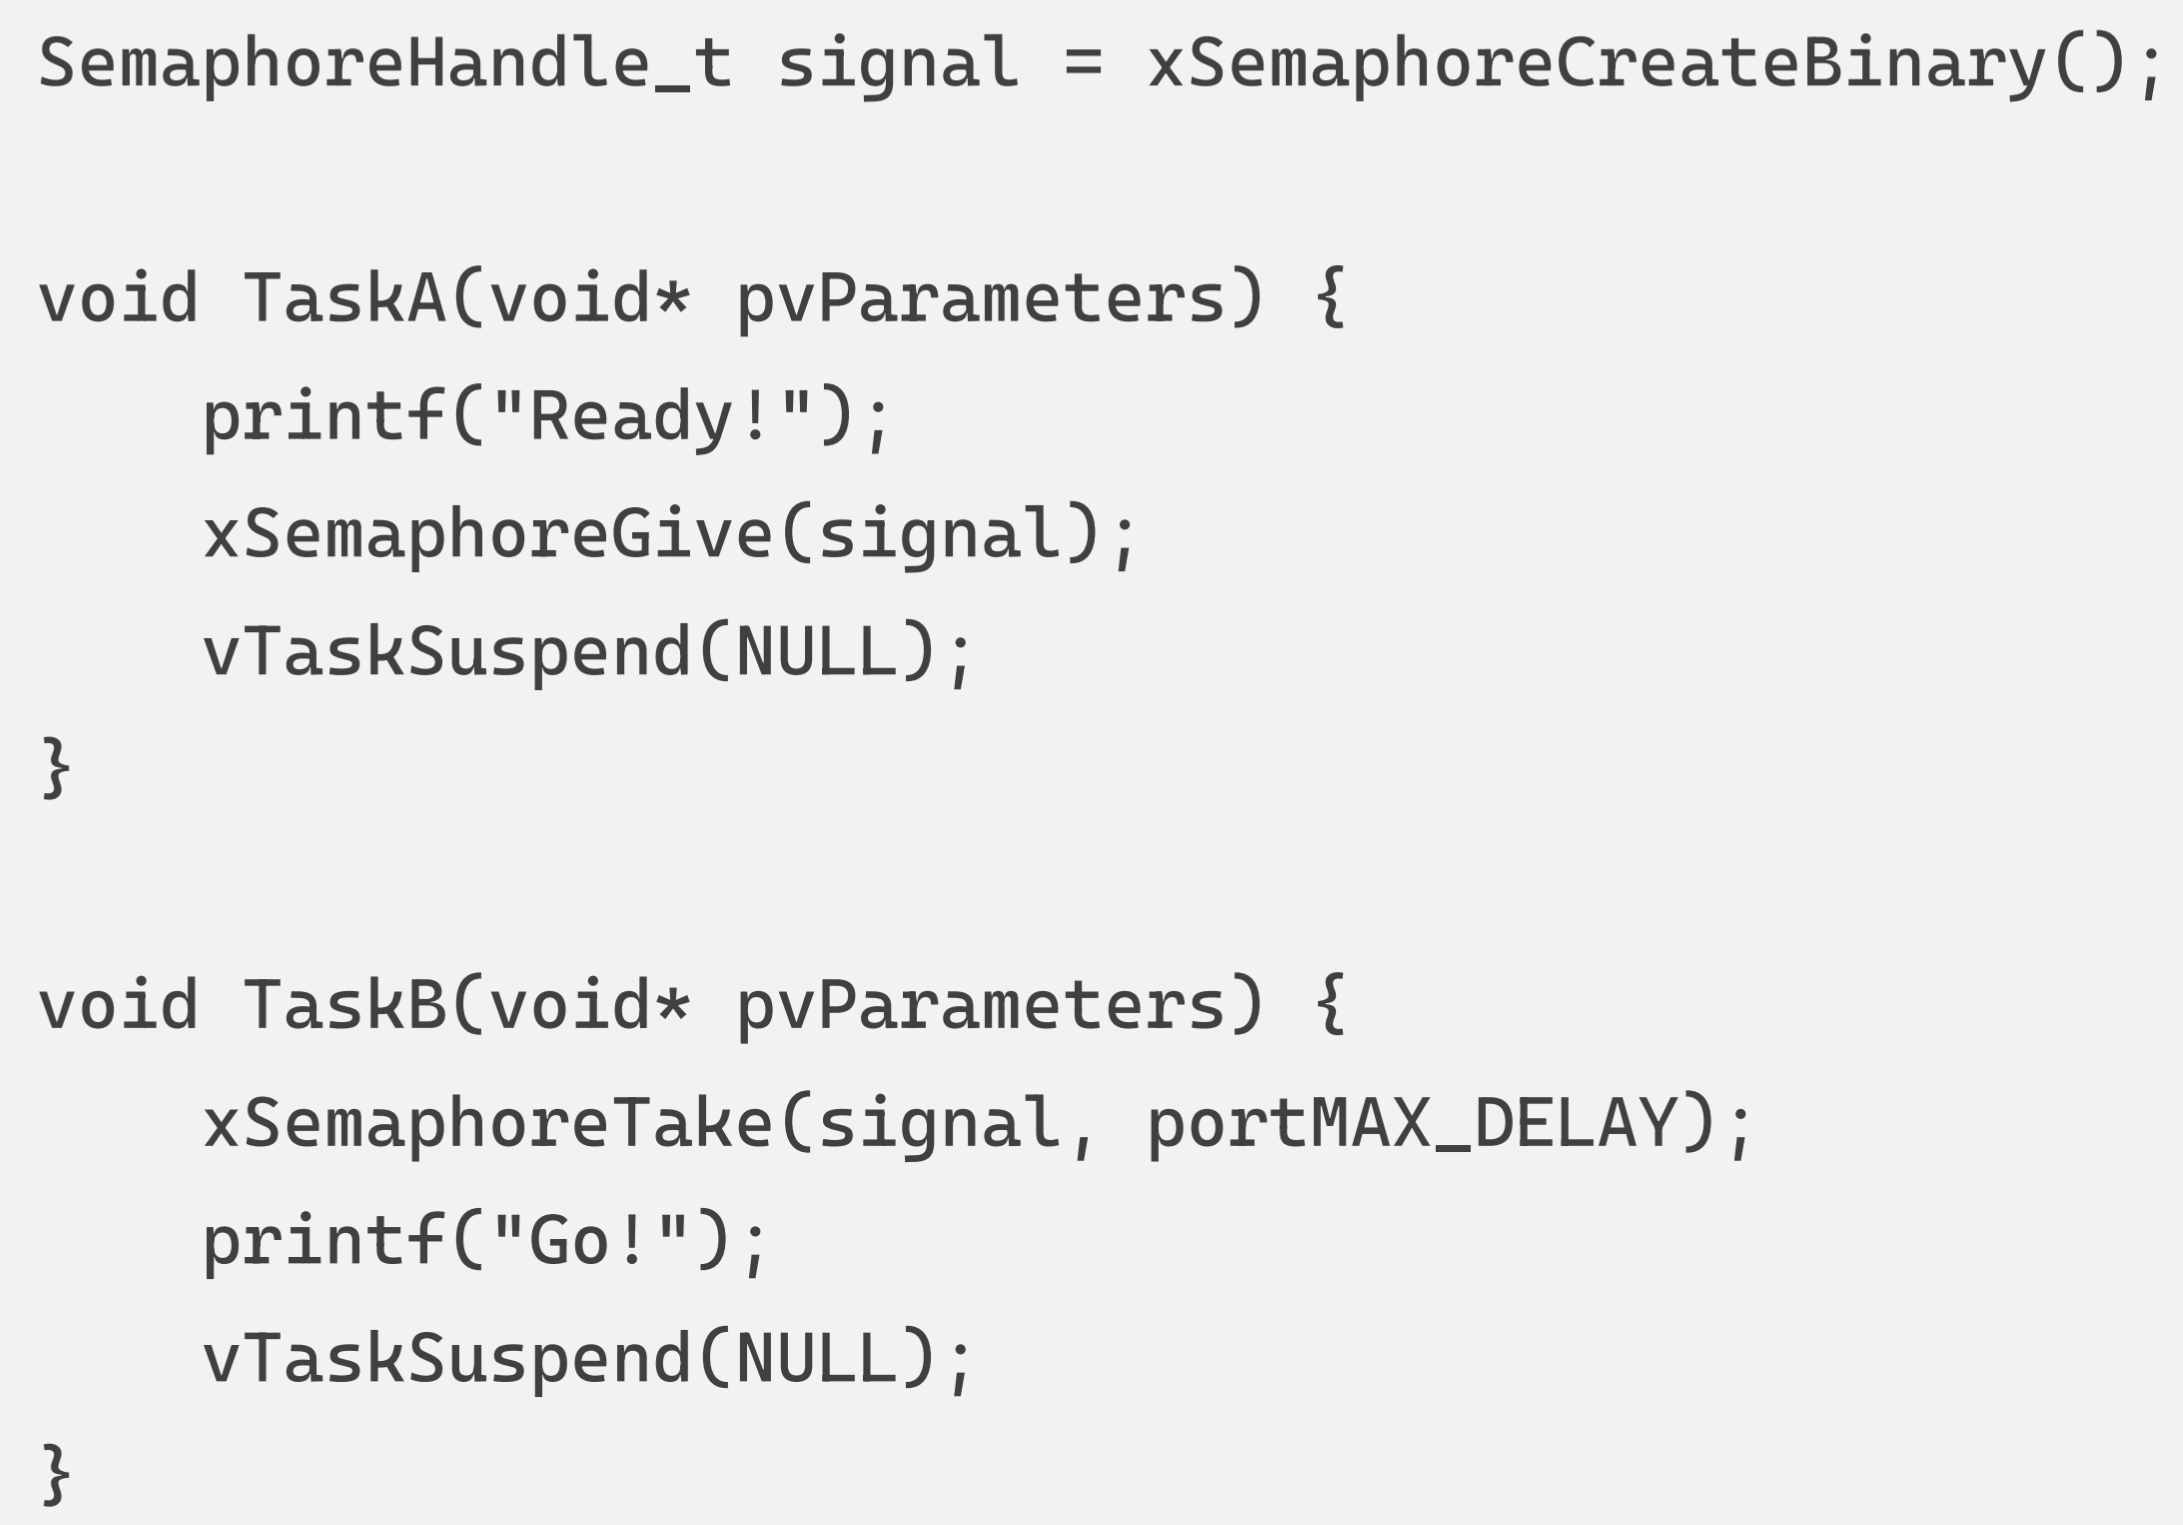 SemaphoreHandle_t signal = xSemaphoreCreateBinary();
void TaskA(void* pvParameters) {
    printf("Ready!");
    xSemaphoreGive(signal);
    vTaskSuspend(NULL);
}
void TaskB(void* pvParameters) {
    xSemaphoreTake(signal, portMAX_DELAY);
    printf("Go!");
    vTaskSuspend(NULL);
}